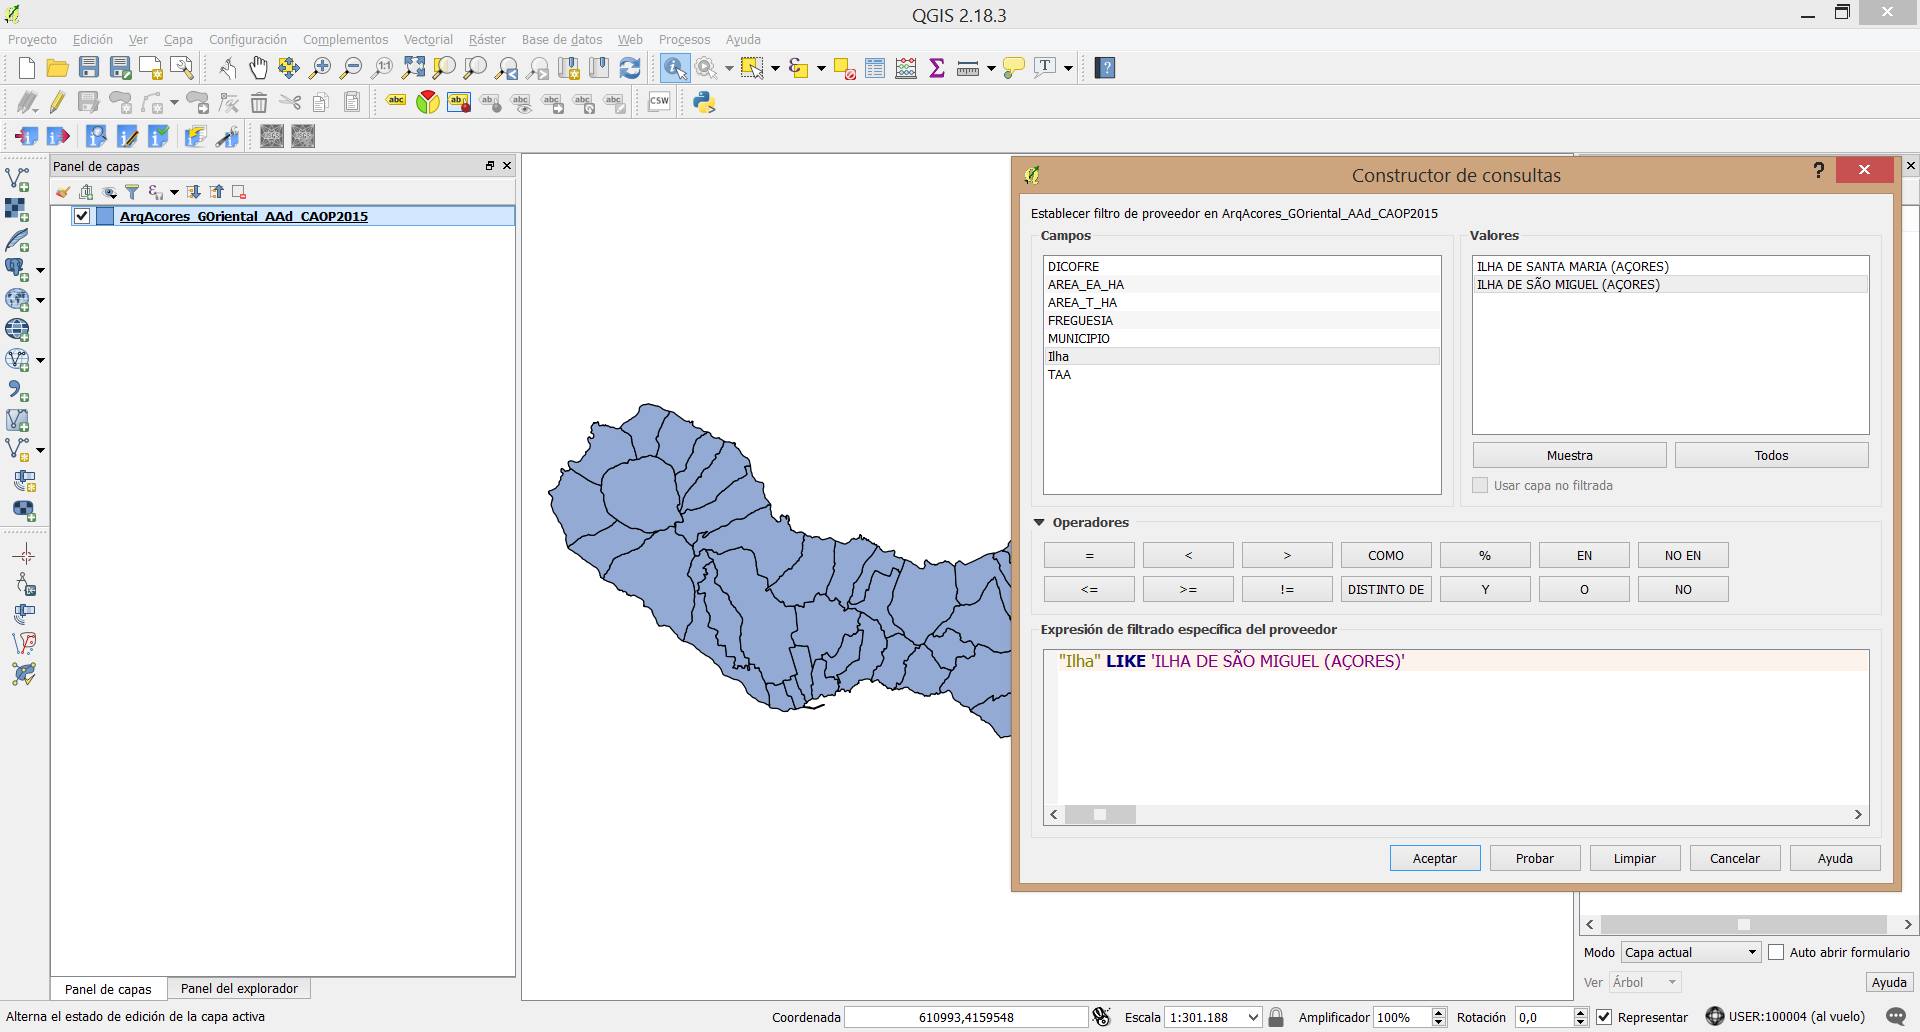 QGIS 2.18.3
Proyecto Edición Ver Capa Configuración Complementos Vectorial Ráster Base de datos Web Procesos Ayuda
Panel de capas
ArqAcores_GOriental_AAd_CAOP2015
Constructor de consultas
Establecer filtro de proveedor en ArqAcores_GOriental_AAd_CAOP2015
Campos
DICOFRE
AREA_EA_HA
AREA_T_HA
FREGUESIA
MUNICIPIO
Ilha
TAA
Valores
ILHA DE SANTA MARIA (AÇORES)
ILHA DE SÃO MIGUEL (AÇORES)
Muestra Todos
Usar capa no filtrada
Operadores
= < > COMO % EN NO EN
<= >= != DISTINTO DE Y O NO
Expresión de filtrado específica del proveedor
"Ilha" LIKE 'ILHA DE SÃO MIGUEL (AÇORES)'
Aceptar Probar Limpiar Cancelar Ayuda
Modo Capa actual Auto abrir formulario
Ver Árbol Ayuda
Panel de capas Panel del explorador
Alterna el estado de edición de la capa activa Coordenada 610993,4159548 Escala 1:301.188 Amplificador 100% Rotación 0,0 Representar USER:100004 (al vuelo)